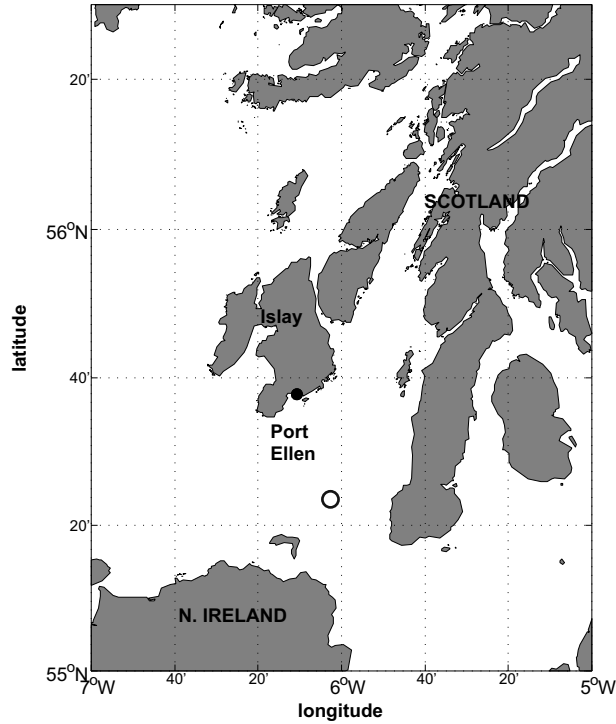 20'
SCOTLAND
56°N
latitude
Islay
40'
Port
Ellen
20'
N. IRELAND
55°N
7°W
40'
20'
6°W
40'
20'
5°W
longitude